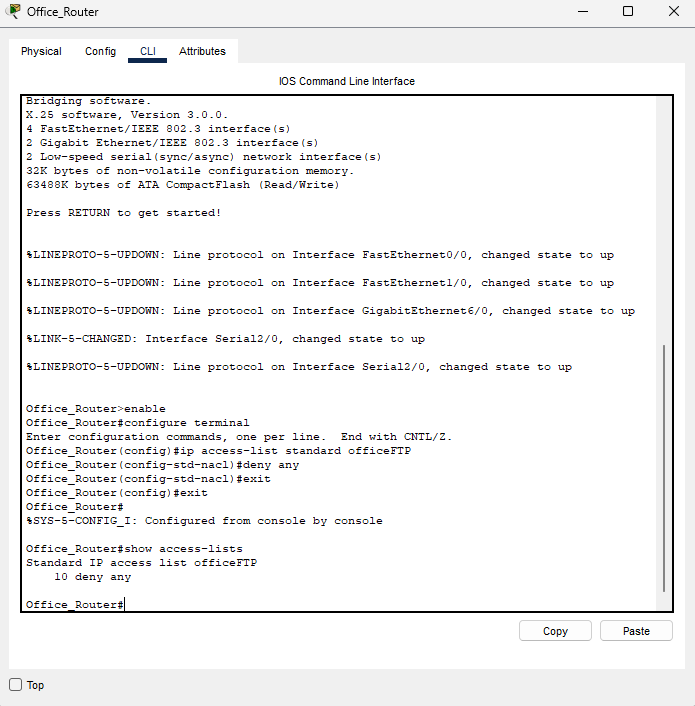 Office_Router
Physical Config CLI Attributes
IOS Command Line Interface
Bridging software.
X.25 software, Version 3.0.0.
4 FastEthernet/IEEE 802.3 interface(s)
2 Gigabit Ethernet/IEEE 802.3 interface(s)
2 Low-speed serial(sync/async) network interface(s)
32K bytes of non-volatile configuration memory.
63488K bytes of ATA CompactFlash (Read/Write)
Press RETURN to get started!
%LINEPROTO-5-UPDOWN: Line protocol on Interface FastEthernet0/0, changed state to up
%LINEPROTO-5-UPDOWN: Line protocol on Interface FastEthernet1/0, changed state to up
%LINEPROTO-5-UPDOWN: Line protocol on Interface GigabitEthernet6/0, changed state to up
%LINK-5-CHANGED: Interface Serial2/0, changed state to up
%LINEPROTO-5-UPDOWN: Line protocol on Interface Serial2/0, changed state to up
Office_Router>enable
Office_Router#configure terminal
Enter configuration commands, one per line.  End with CNTL/Z.
Office_Router(config)#ip access-list standard officeFTP
Office_Router(config-std-nacl)#deny any
Office_Router(config-std-nacl)#exit
Office_Router(config)#exit
Office_Router#
%SYS-5-CONFIG_I: Configured from console by console
Office_Router#show access-lists
Standard IP access list officeFTP
    10 deny any
Office_Router#
Copy Paste
Top